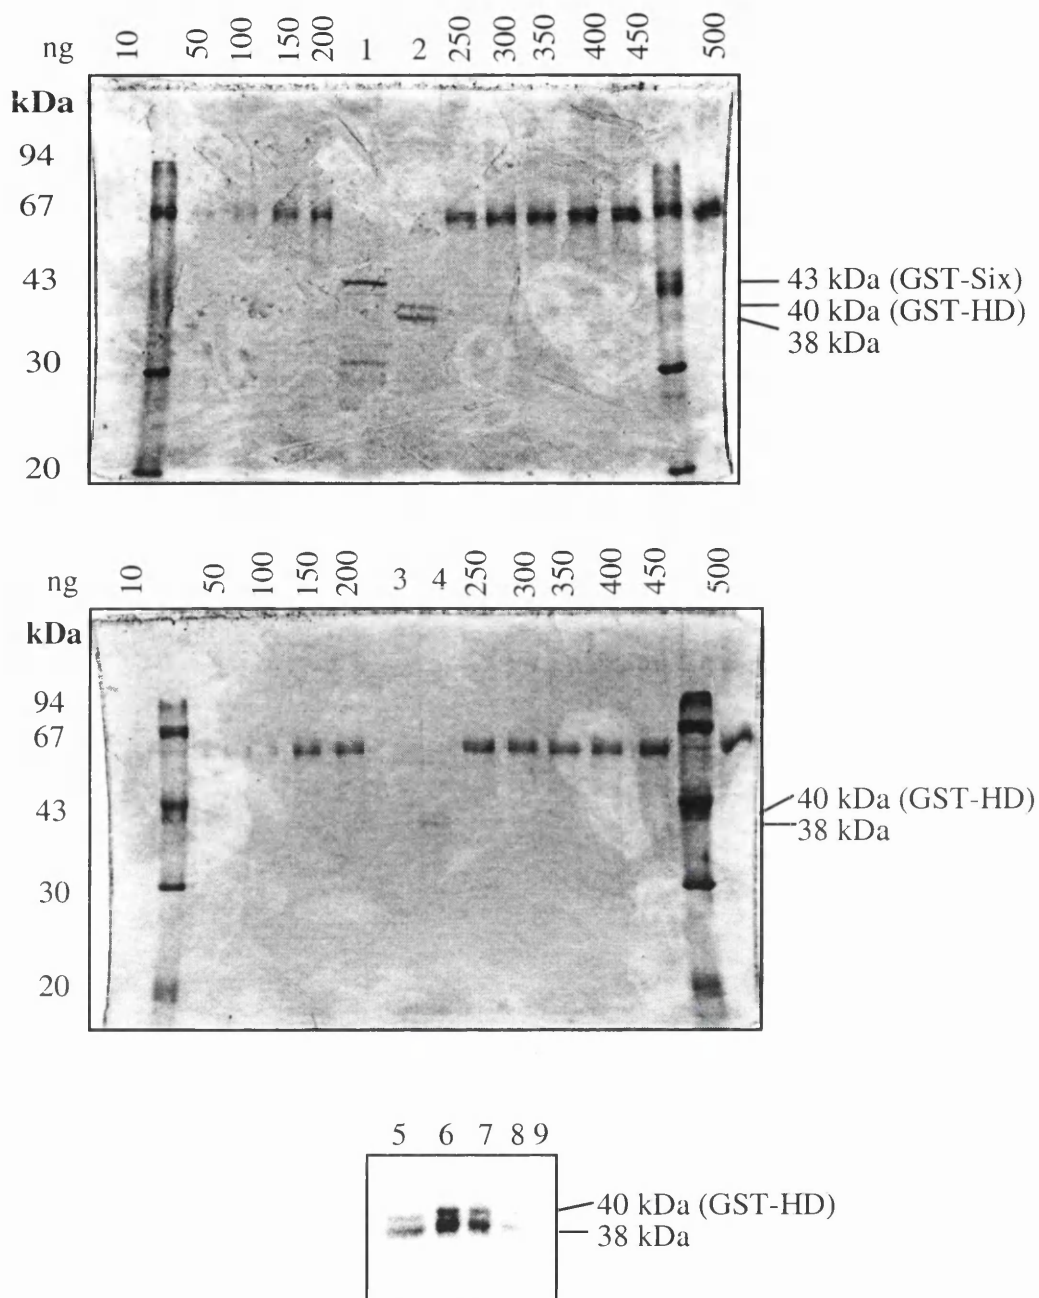 ng 10 50 100 150 200 1 2 250 300 350 400 450 500
kDa
94
67
43
30
20
43 kDa (GST-Six)
40 kDa (GST-HD)
38 kDa
ng 10 50 100 150 200 3 4 250 300 350 400 450 500
kDa
94
67
43
30
20
40 kDa (GST-HD)
38 kDa
5 6 7 8 9
40 kDa (GST-HD)
38 kDa